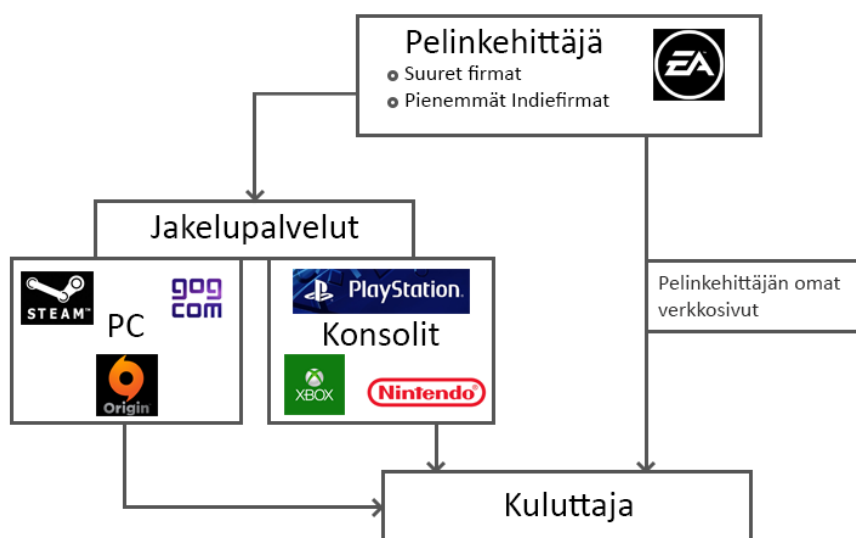 Pelinkehittäjä
Suuret firmat
Pienemmät Indiefirmat
EA
Jakelupalvelut
STEAM™
gog
com
PC
Origin
PlayStation®
Konsolit
XBOX
Nintendo®
Pelinkehittäjän omat
verkkosivut
Kuluttaja